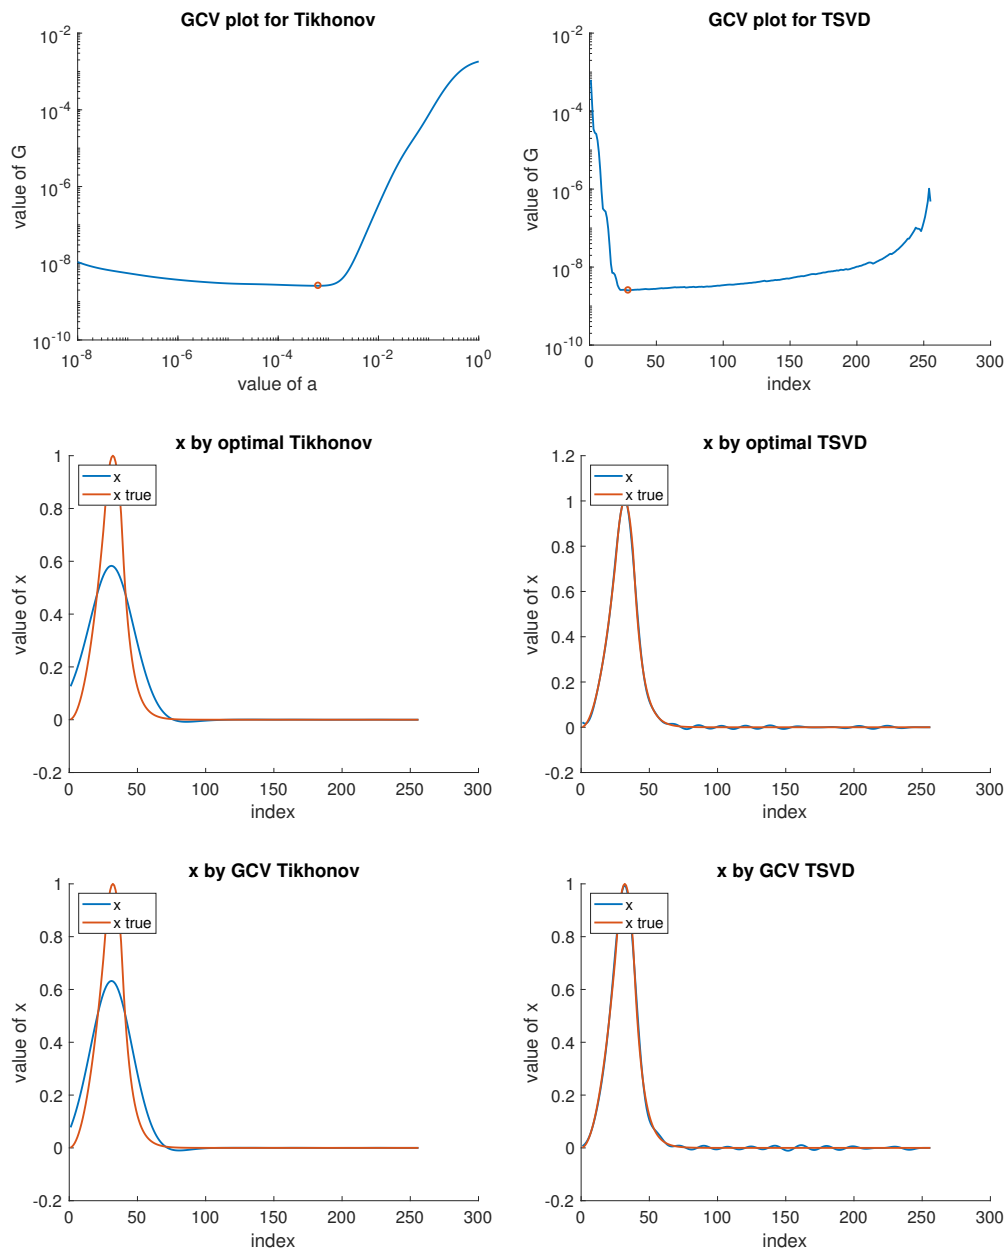 GCV plot for Tikhonov
10^-2
10^-4
10^-6
10^-8
10^-10
value of G
10^-8 10^-6 10^-4 10^-2 10^0
value of a
GCV plot for TSVD
10^-2
10^-4
10^-6
10^-8
10^-10
value of G
0 50 100 150 200 250 300
index
x by optimal Tikhonov
1
0.8
0.6
0.4
0.2
0
-0.2
value of x
x
x true
0 50 100 150 200 250 300
index
x by optimal TSVD
1.2
1
0.8
0.6
0.4
0.2
0
-0.2
value of x
x
x true
0 50 100 150 200 250 300
index
x by GCV Tikhonov
1
0.8
0.6
0.4
0.2
0
-0.2
value of x
x
x true
0 50 100 150 200 250 300
index
x by GCV TSVD
1
0.8
0.6
0.4
0.2
0
-0.2
value of x
x
x true
0 50 100 150 200 250 300
index